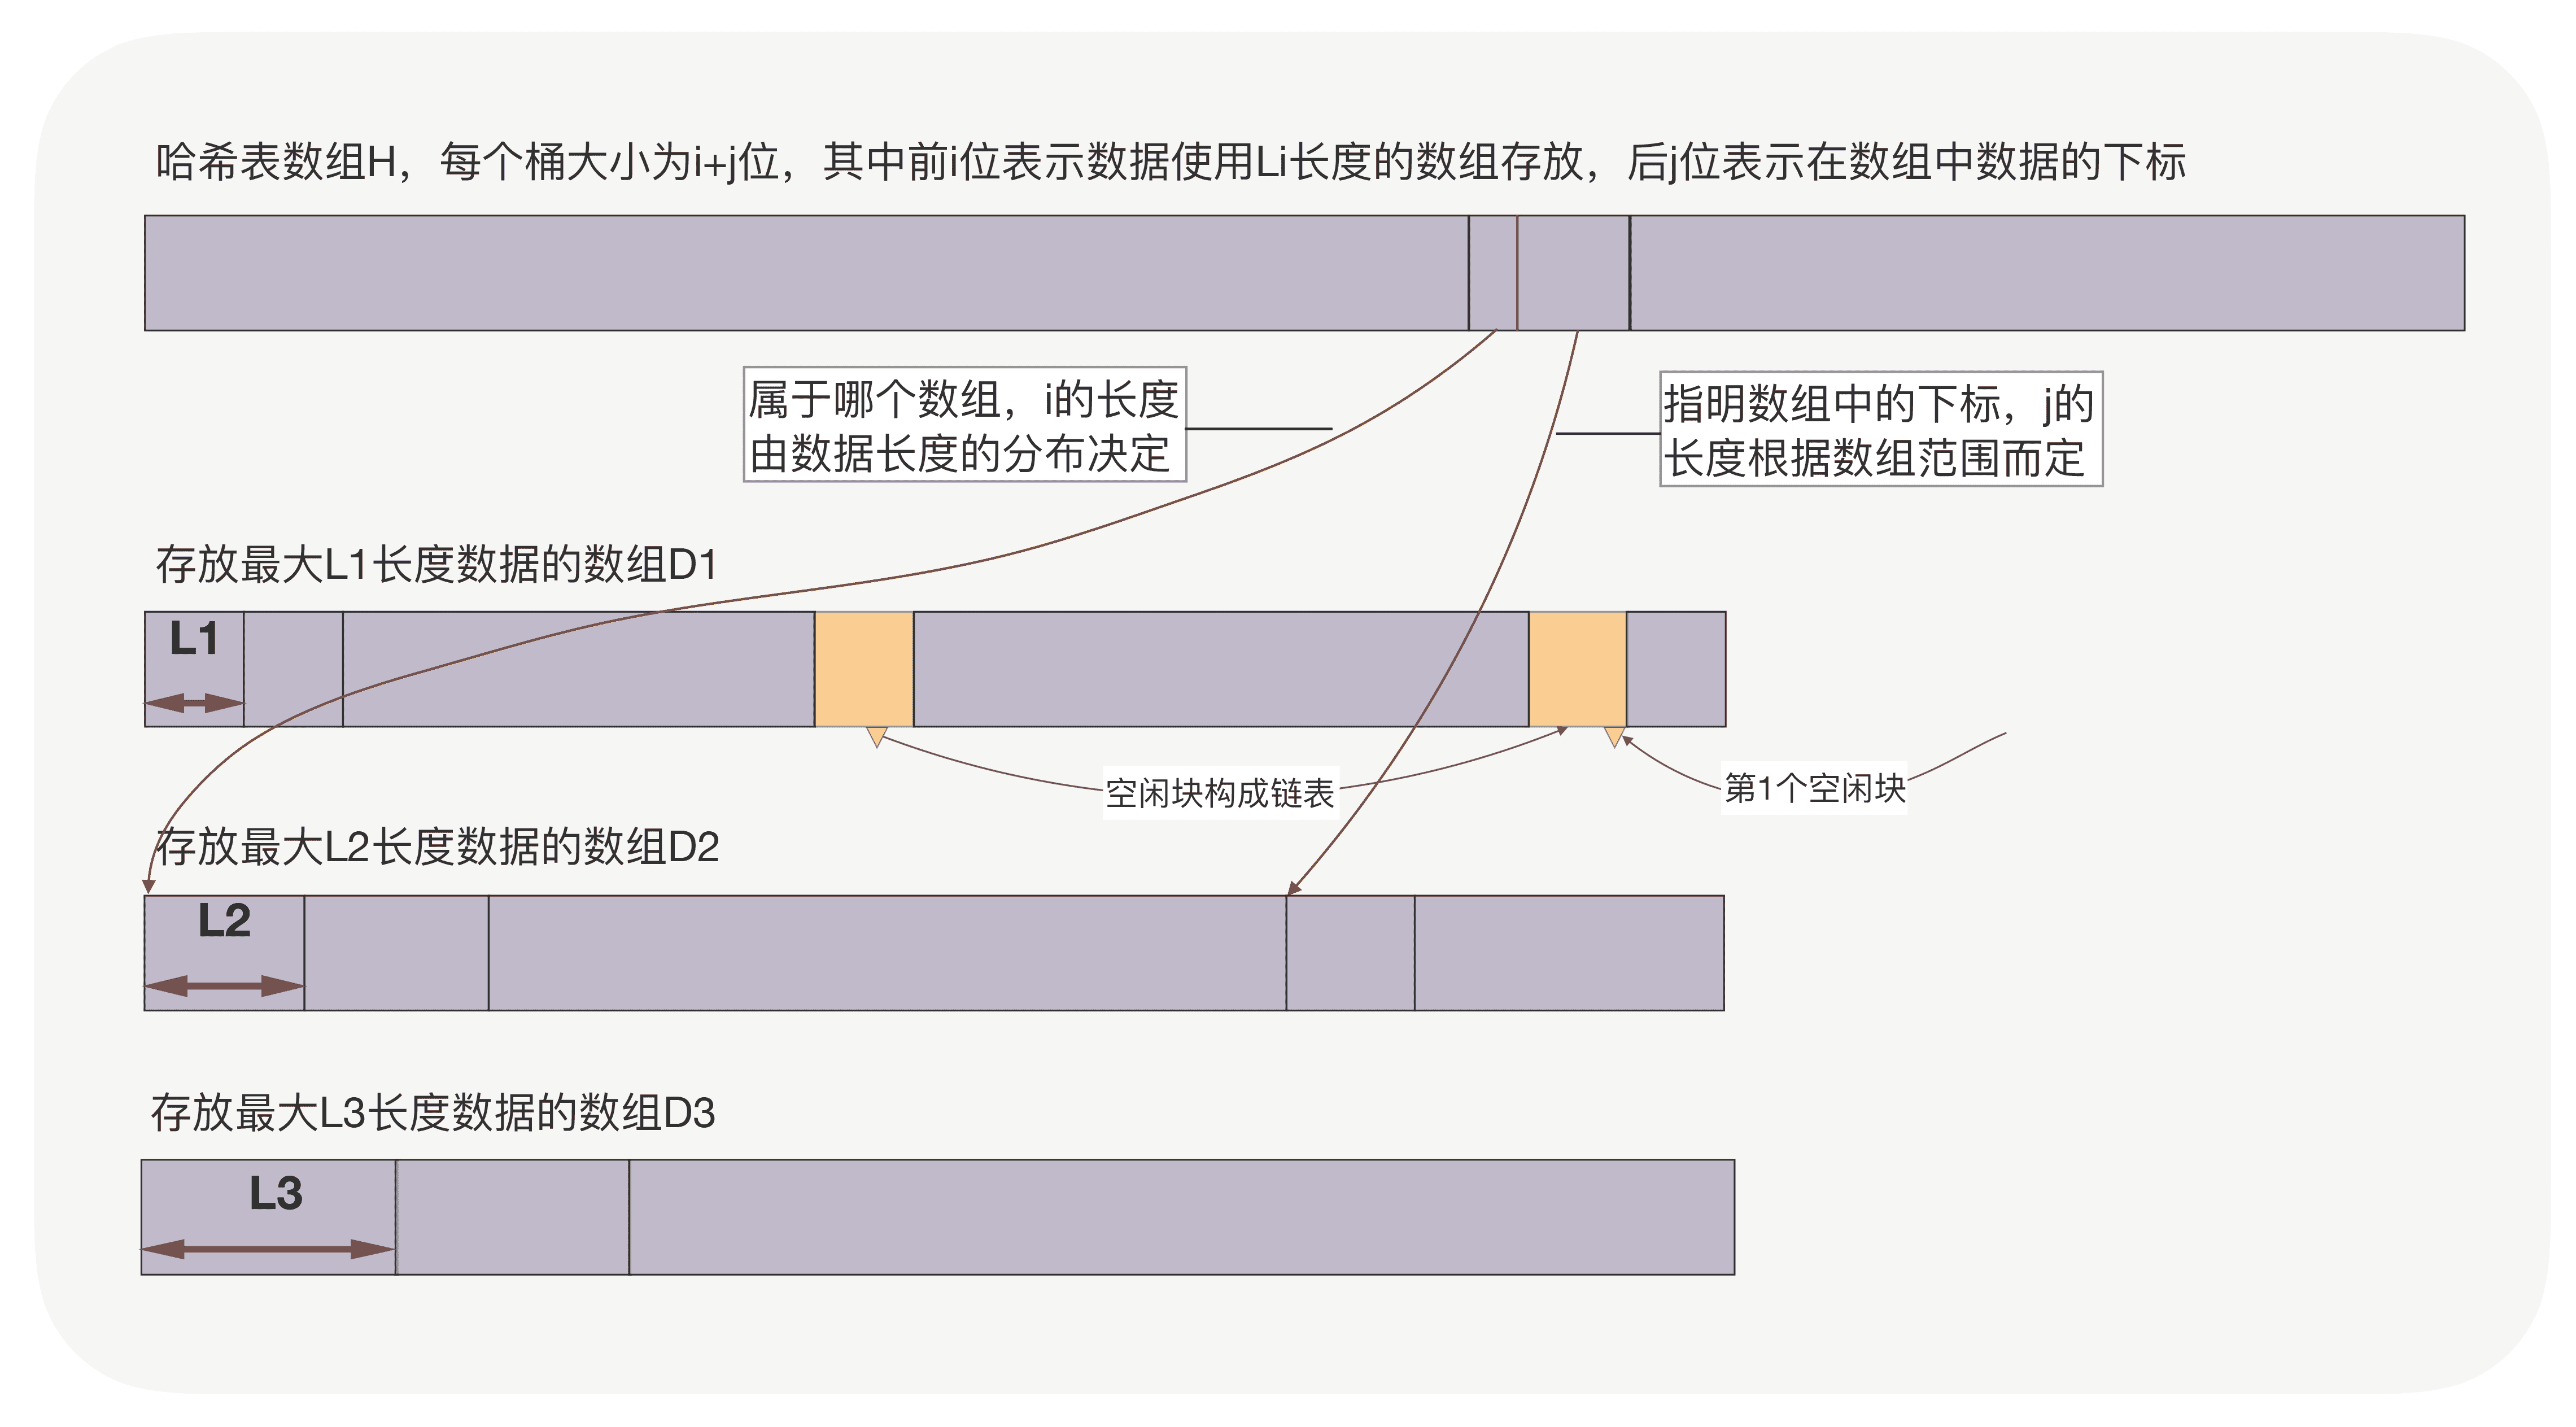 哈希表数组H，每个桶大小为i+j位，其中前i位表示数据使用Li长度的数组存放，后j位表示在数组中数据的下标
属于哪个数组，i的长度
由数据长度的分布决定
指明数组中的下标，j的
长度根据数组范围而定
存放最大L1长度数据的数组D1
L1
空闲块构成链表
第1个空闲块
存放最大L2长度数据的数组D2
L2
存放最大L3长度数据的数组D3
L3